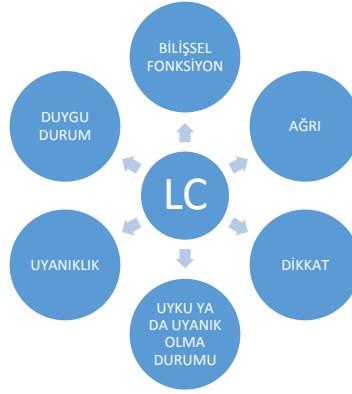 BİLİŞSEL
FONKSİYON
DUYGU
DURUM
AĞRI
LC
UYANIKLIK
DİKKAT
UYKU YA
DA UYANIK
OLMA
DURUMU